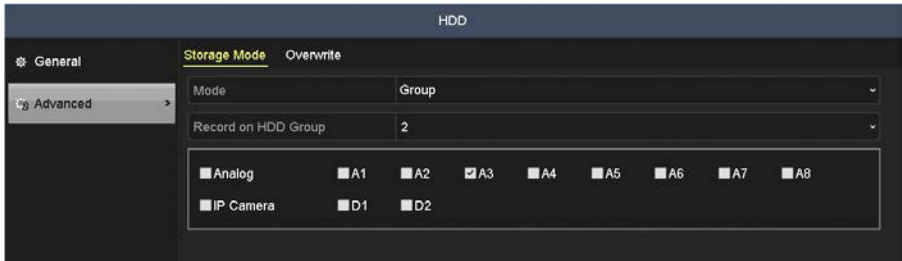 HDD
General
Advanced
Storage Mode Overwrite
Mode Group
Record on HDD Group 2
Analog A1 A2 A3 A4 A5 A6 A7 A8
IP Camera D1 D2